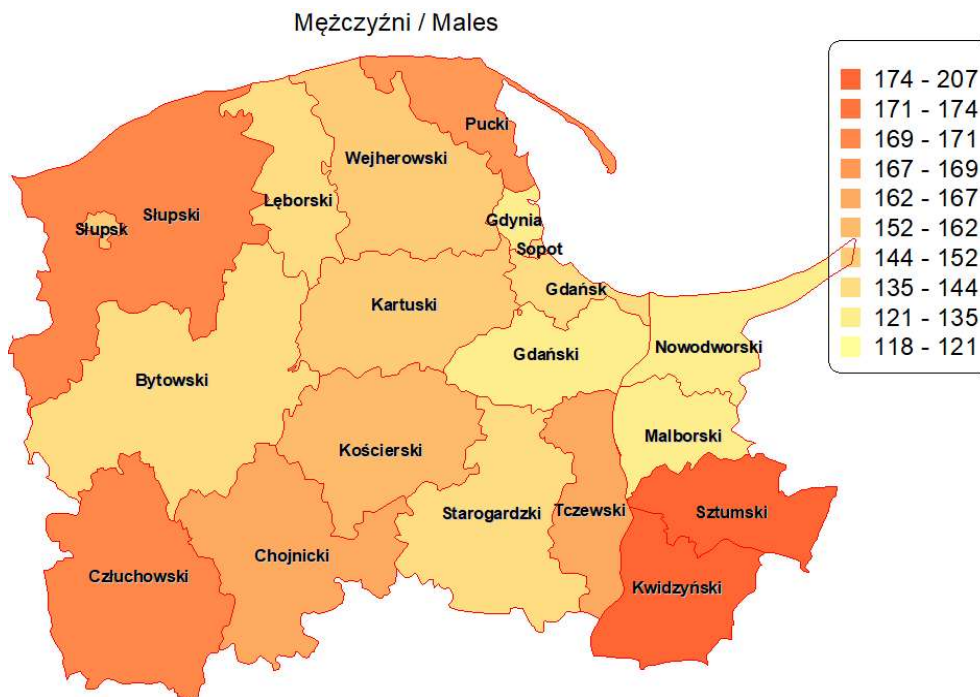 Mężczyźni / Males
174 - 207
171 - 174
169 - 171
167 - 169
162 - 167
152 - 162
144 - 152
135 - 144
121 - 135
118 - 121
Pucki
Wejherowski
Lęborski
Słupski
Słupsk
Gdynia
Sopot
Gdańsk
Kartuski
Gdański
Nowodworski
Bytowski
Malborski
Kościerski
Starogardzki
Tczewski
Sztumski
Chojnicki
Człuchowski
Kwidzyński